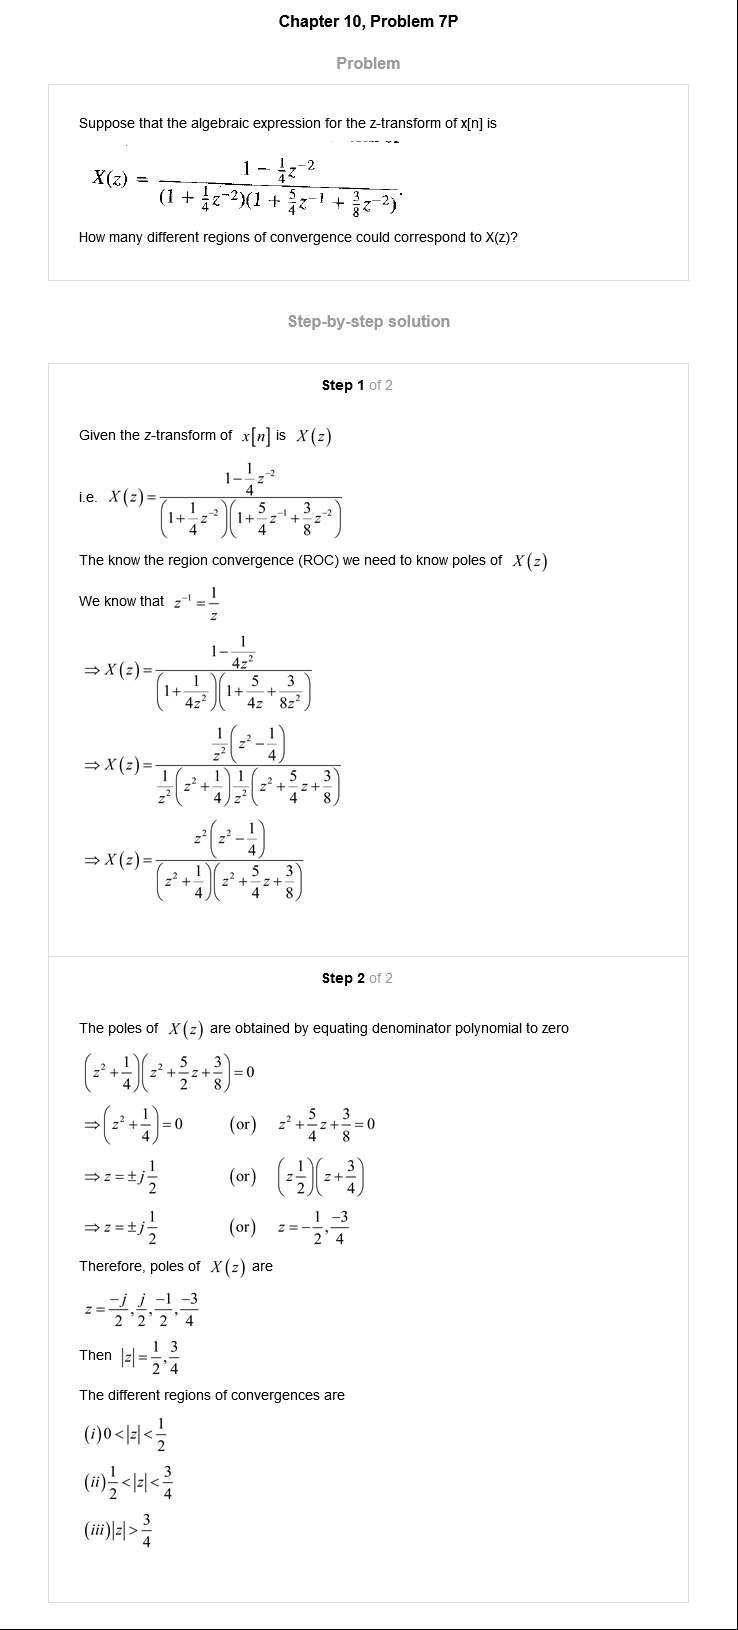 Chapter 10, Problem 7P
Problem
Suppose that the algebraic expression for the z-transform of x[n] is
X(z) = \frac{1 - \frac{1}{4}z^{-2}}{(1 + \frac{1}{4}z^{-2})(1 + \frac{5}{4}z^{-1} + \frac{3}{8}z^{-2})}.
How many different regions of convergence could correspond to X(z)?
Step-by-step solution
Step 1 of 2
Given the z-transform of x[n] is X(z)
i.e. X(z) = \frac{1-\frac{1}{4}z^{-2}}{\left(1+\frac{1}{4}z^{-2}\right)\left(1+\frac{5}{4}z^{-1}+\frac{3}{8}z^{-2}\right)}
The know the region convergence (ROC) we need to know poles of X(z)
We know that z^{-1} = \frac{1}{z}
⇒ X(z) = \frac{1-\frac{1}{4z^2}}{\left(1+\frac{1}{4z^2}\right)\left(1+\frac{5}{4z}+\frac{3}{8z^2}\right)}
⇒ X(z) = \frac{\frac{1}{z^2}\left(z^2-\frac{1}{4}\right)}{\frac{1}{z^2}\left(z^2+\frac{1}{4}\right)\frac{1}{z^2}\left(z^2+\frac{5}{4}z+\frac{3}{8}\right)}
⇒ X(z) = \frac{z^2\left(z^2-\frac{1}{4}\right)}{\left(z^2+\frac{1}{4}\right)\left(z^2+\frac{5}{4}z+\frac{3}{8}\right)}
Step 2 of 2
The poles of X(z) are obtained by equating denominator polynomial to zero
\left(z^2+\frac{1}{4}\right)\left(z^2+\frac{5}{2}z+\frac{3}{8}\right)=0
⇒ \left(z^2+\frac{1}{4}\right)=0 (or) z^2+\frac{5}{4}z+\frac{3}{8}=0
⇒ z=±j\frac{1}{2} (or) \left(z\frac{1}{2}\right)\left(z+\frac{3}{4}\right)
⇒ z=±j\frac{1}{2} (or) z=-\frac{1}{2},\frac{-3}{4}
Therefore, poles of X(z) are
z=\frac{-j}{2},\frac{j}{2},\frac{-1}{2},\frac{-3}{4}
Then |z|=\frac{1}{2},\frac{3}{4}
The different regions of convergences are
(i) 0<|z|<\frac{1}{2}
(ii) \frac{1}{2}<|z|<\frac{3}{4}
(iii) |z|>\frac{3}{4}